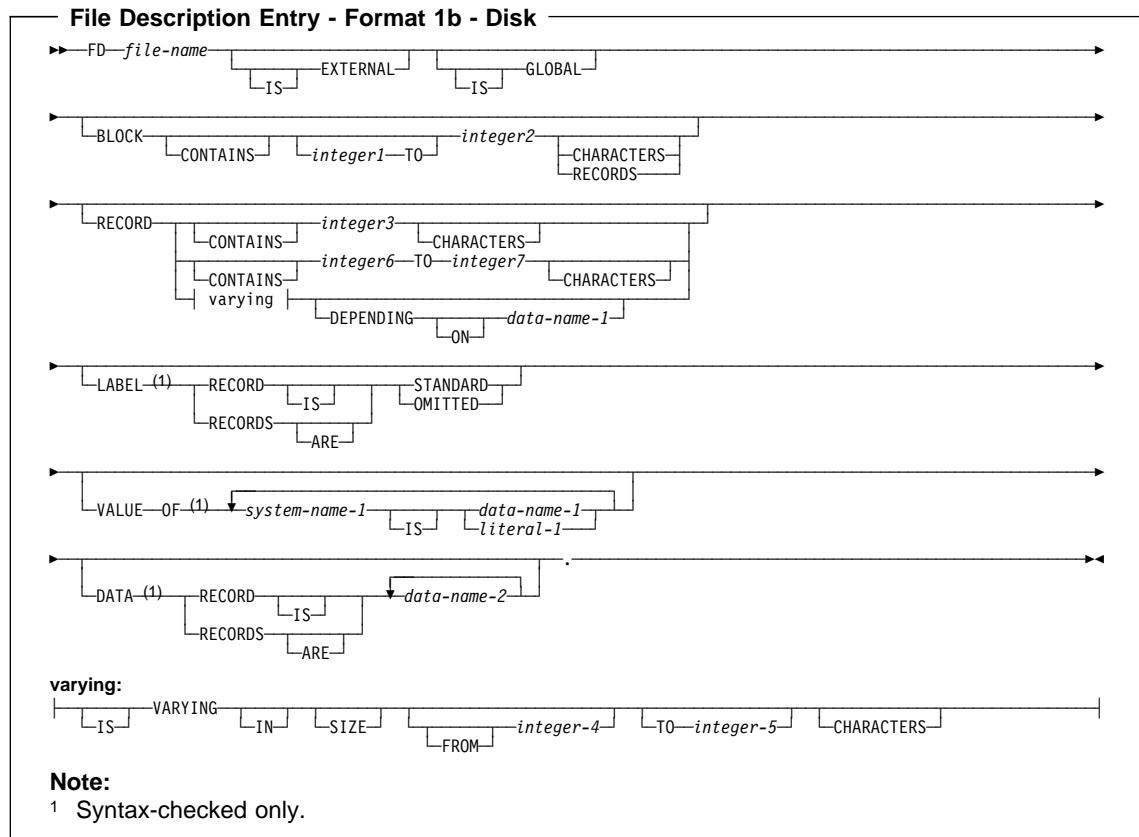 File Description Entry - Format 1b - Disk
FD file-name EXTERNAL GLOBAL
IS IS
BLOCK integer2
CONTAINS integer1 TO CHARACTERS
RECORDS
RECORD integer3
CONTAINS CHARACTERS
integer6 TO integer7
CONTAINS CHARACTERS
varying
DEPENDING data-name-1
ON
LABEL (1) RECORD STANDARD
IS OMITTED
RECORDS
ARE
VALUE OF (1) system-name-1 data-name-1
IS literal-1
.
DATA (1) RECORD data-name-2
IS
RECORDS
ARE
varying:
VARYING integer-4
IS IN SIZE FROM TO integer-5 CHARACTERS
Note:
1 Syntax-checked only.